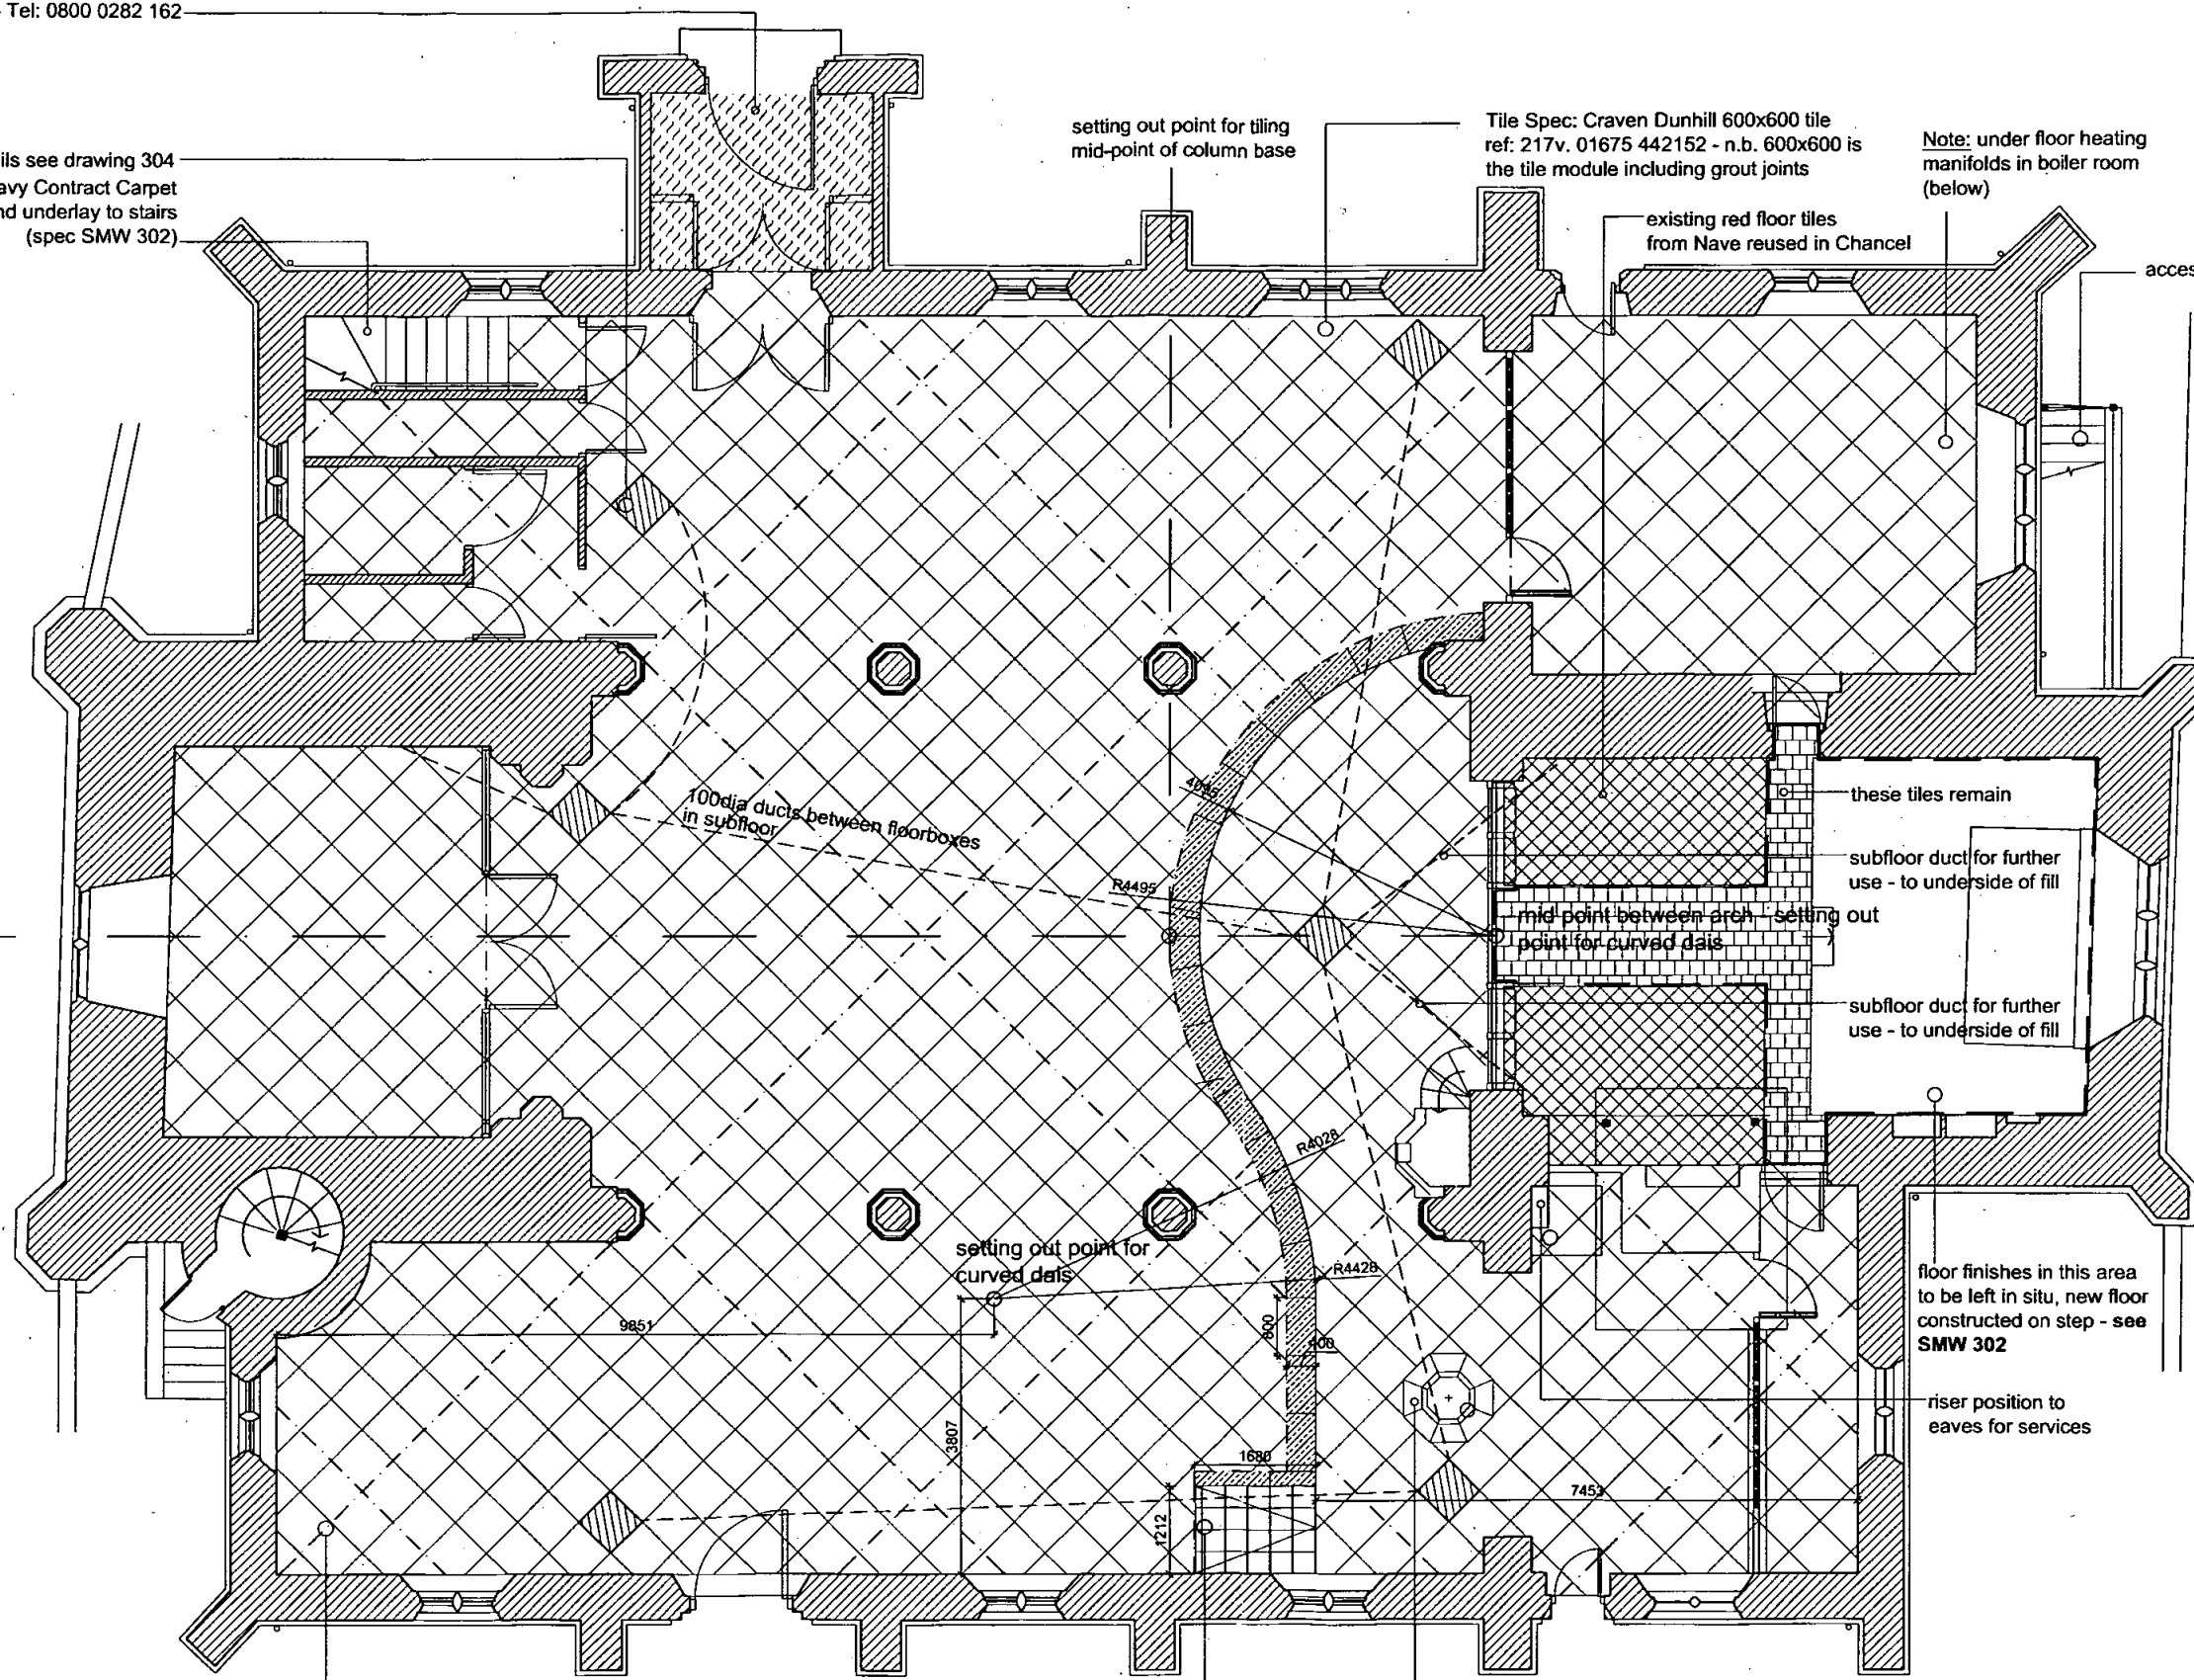 Tel: 0800 0282 162
ils see drawing 304
avy Contract Carpet
nd underlay to stairs
(spec SMW 302)
setting out point for tiling
mid-point of column base
Tile Spec: Craven Dunhill 600x600 tile
ref: 217v. 01675 442152 - n.b. 600x600 is
the tile module including grout joints
Note: under floor heating
manifolds in boiler room
(below)
existing red floor tiles
from Nave reused in Chancel
acces
these tiles remain
100dia ducts between floorboxes
in subfloor
subfloor duct for further
use - to underside of fill
R4495
mid point between arch - setting out
point for curved dais
subfloor duct for further
use - to underside of fill
R4028
setting out point for
curved dais
R4428
9851
600
400
3807
1680
1212
7453
floor finishes in this area
to be left in situ, new floor
constructed on step - see
SMW 302
riser position to
eaves for services